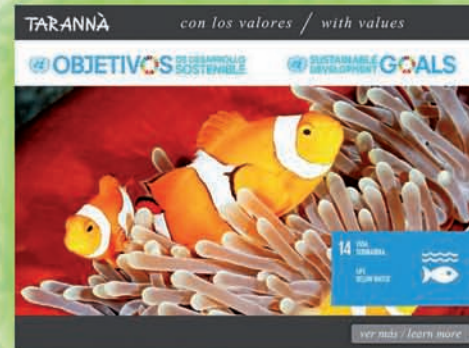 TARANNÀ con los valores / with values
OBJETIVOS DE DESARROLLO SOSTENIBLE SUSTAINABLE DEVELOPMENT GOALS
14 VIDA SUBMARINA
LIFE BELOW WATER
ver más / learn more